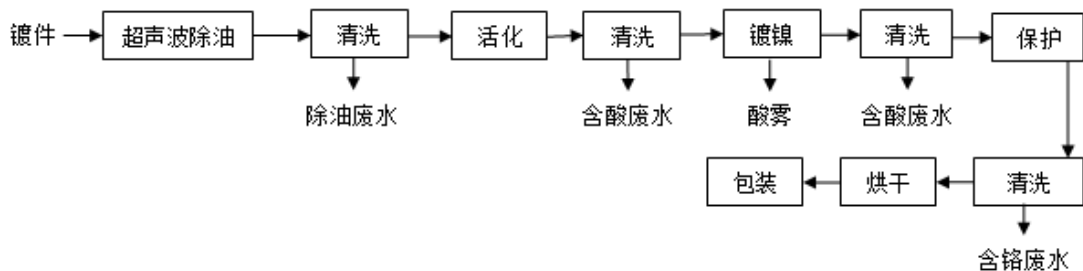 镀件
超声波除油
清洗
活化
清洗
镀镍
清洗
保护
除油废水
含酸废水
酸雾
含酸废水
包装
烘干
清洗
含铬废水